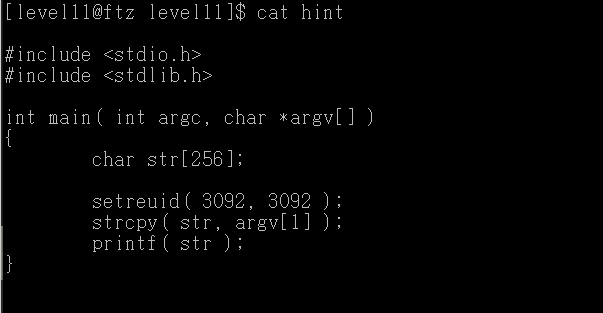 [level11@ftz level11]$ cat hint
#include <stdio.h>
#include <stdlib.h>
int main( int argc, char *argv[] )
{
char str[256];
setreuid( 3092, 3092 );
strcpy( str, argv[1] );
printf( str );
}